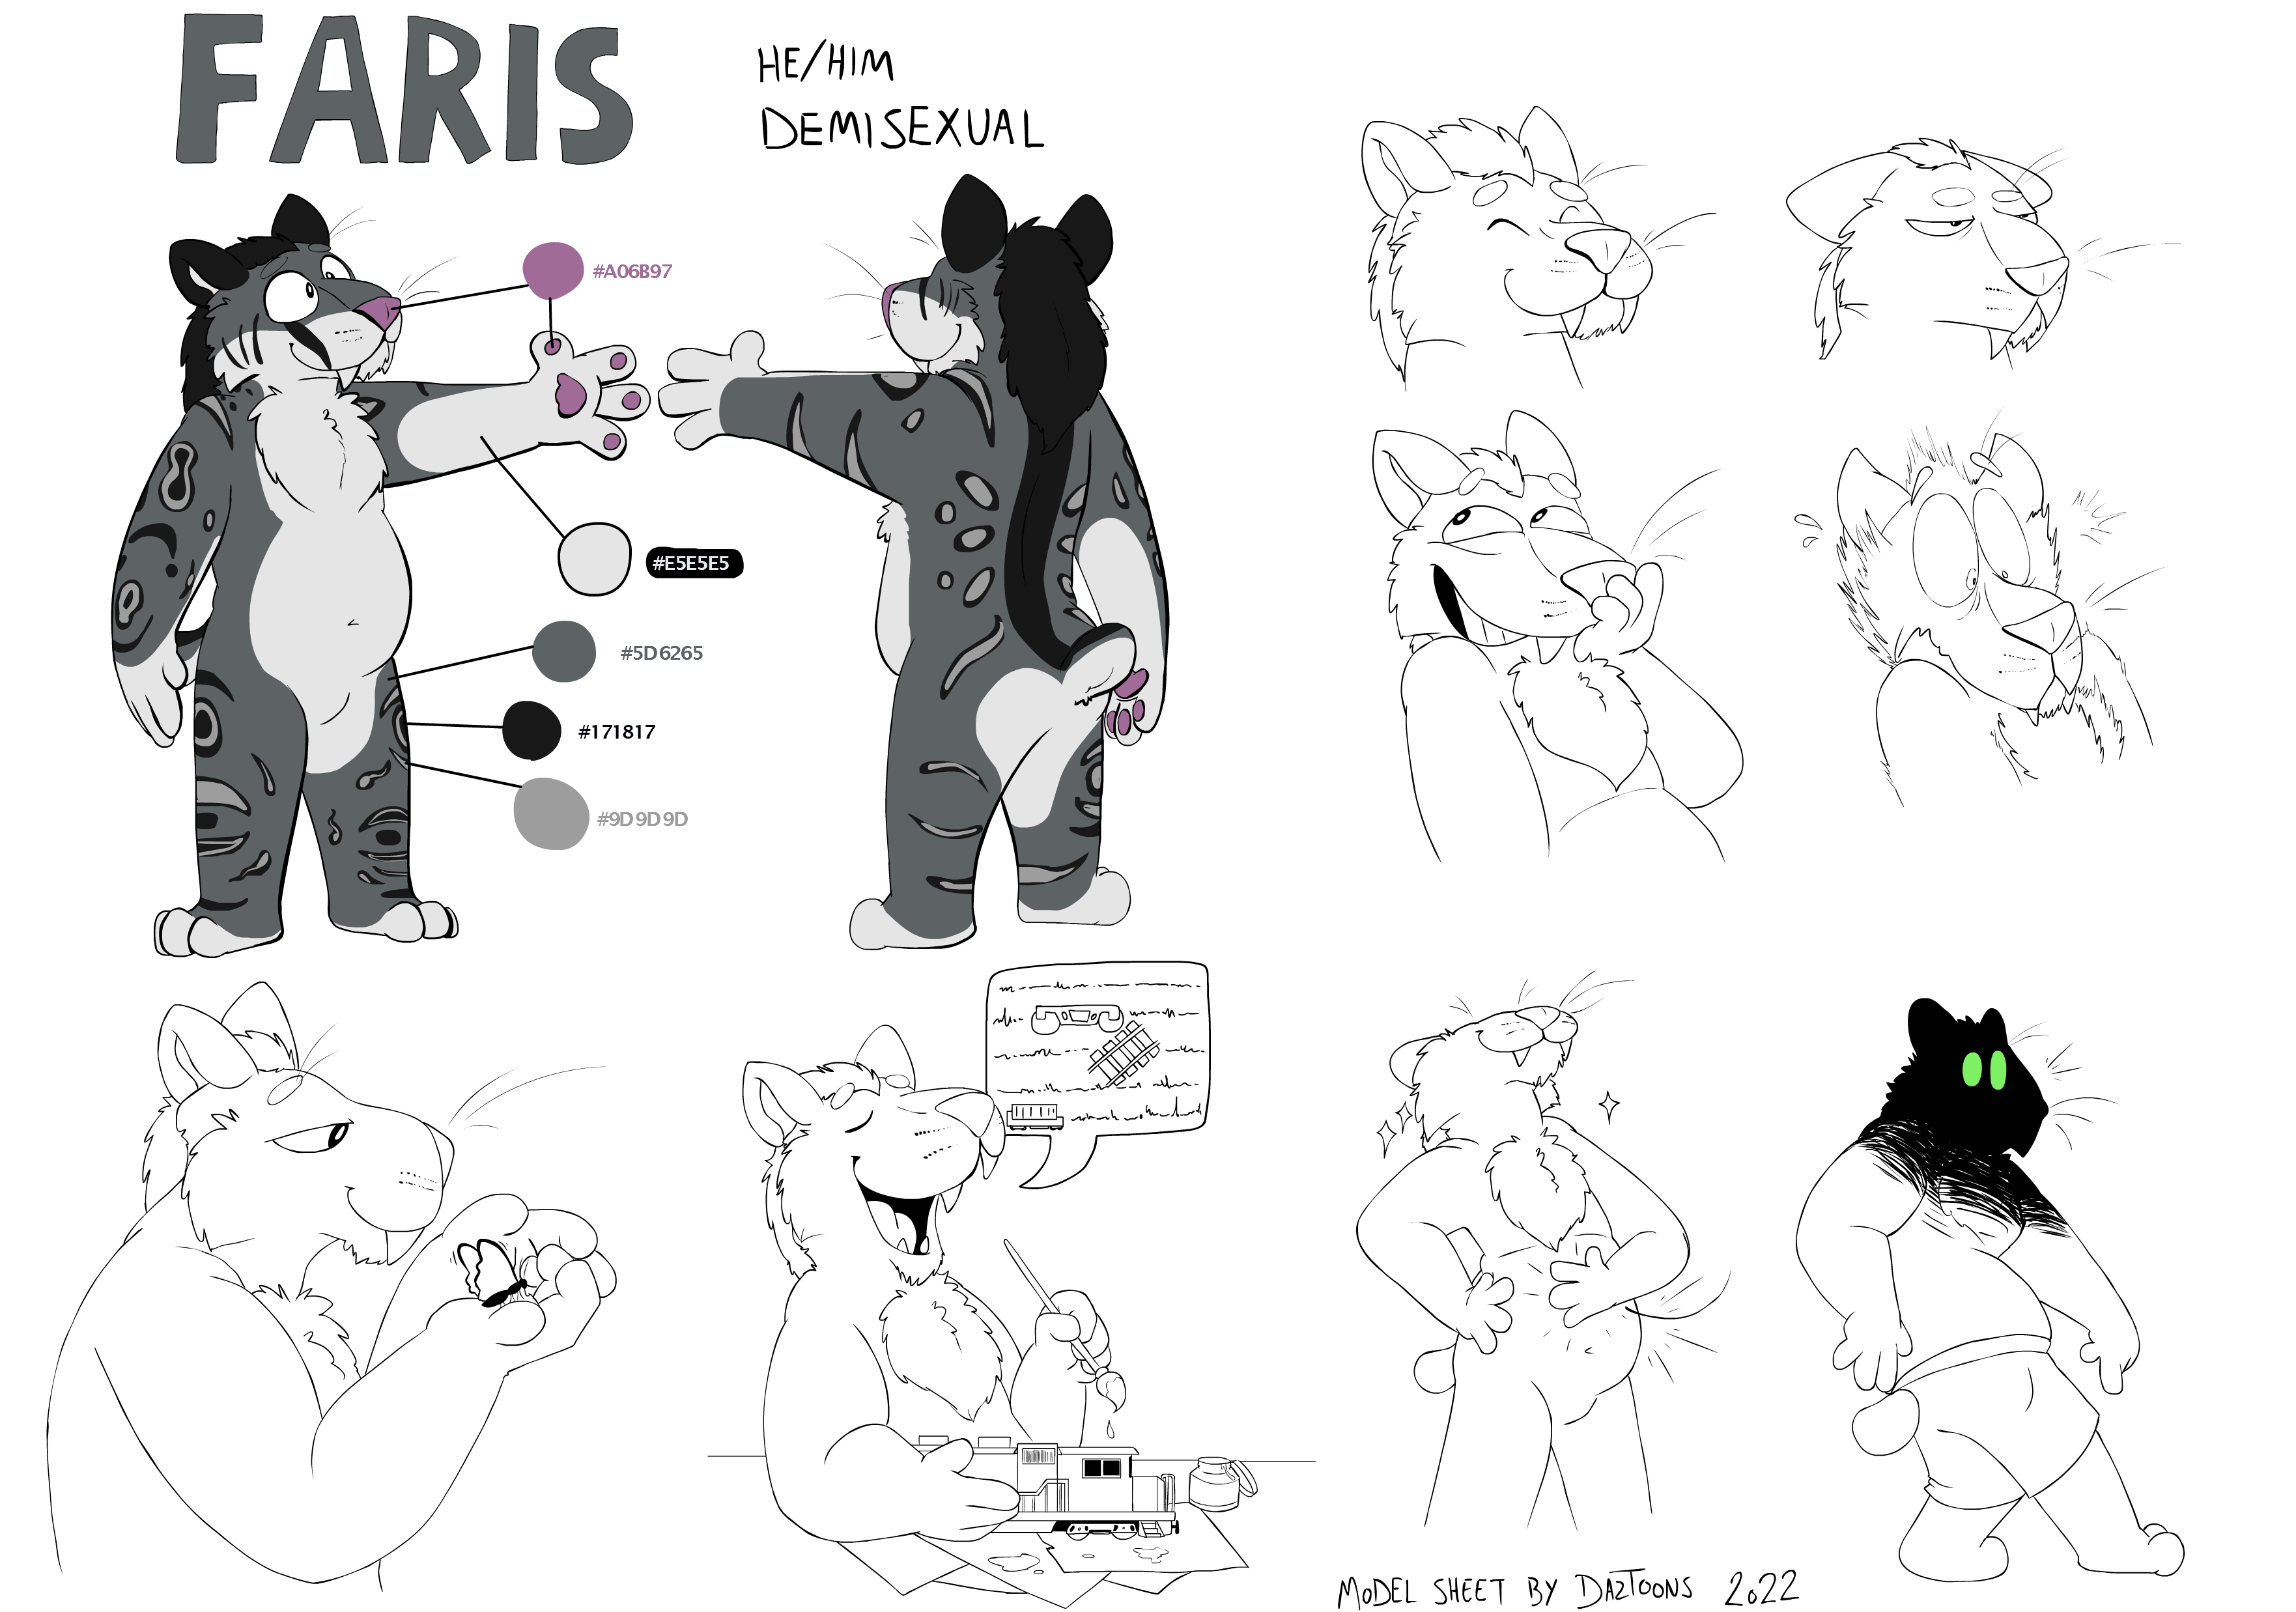 FARIS
HE/HIM
DEMISEXUAL
#A06B97
#E5E5E5
#5D6265
#171817
#9D9D9D
MODEL SHEET BY DAZTOONS 2022